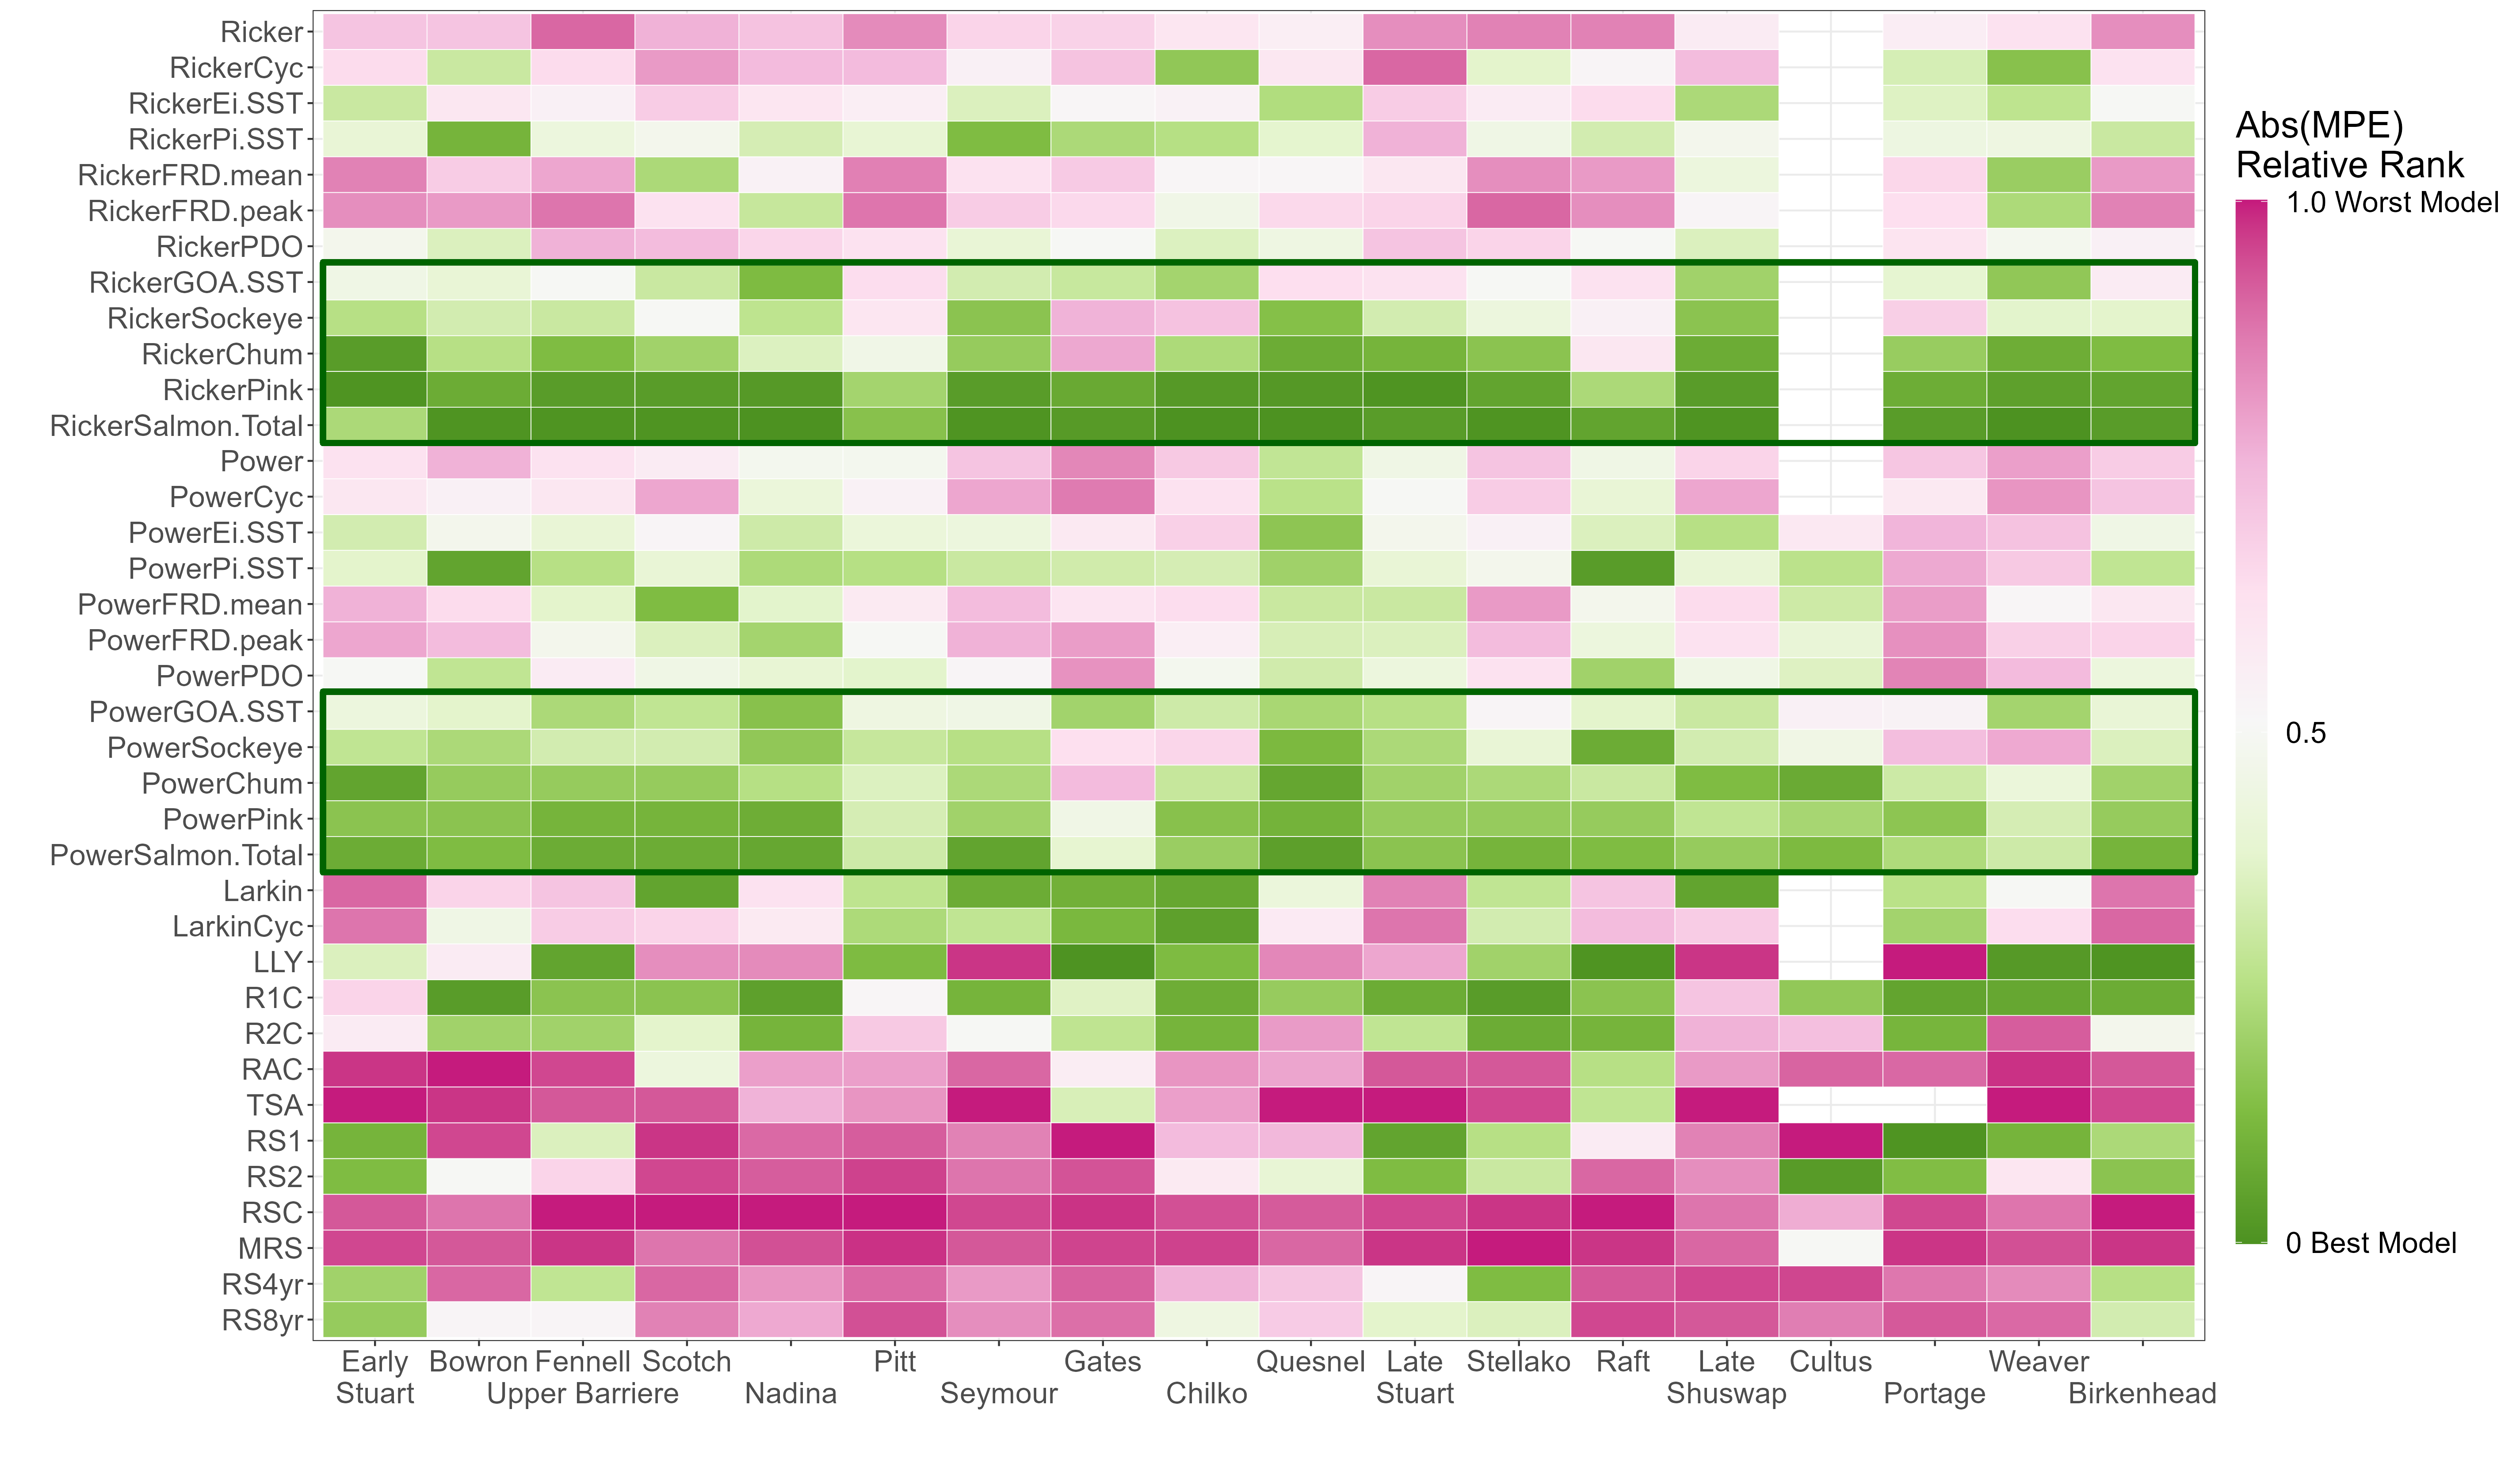 Ricker
RickerCyc
RickerEi.SST
RickerPi.SST
RickerFRD.mean
RickerFRD.peak
RickerPDO
RickerGOA.SST
RickerSockeye
RickerChum
RickerPink
RickerSalmon.Total
Power
PowerCyc
PowerEi.SST
PowerPi.SST
PowerFRD.mean
PowerFRD.peak
PowerPDO
PowerGOA.SST
PowerSockeye
PowerChum
PowerPink
PowerSalmon.Total
Larkin
LarkinCyc
LLY
R1C
R2C
RAC
TSA
RS1
RS2
RSC
MRS
RS4yr
RS8yr
Early Bowron Fennell Scotch Pitt Gates Quesnel Late Stellako Raft Late Cultus Weaver
Stuart Upper Barriere Nadina Seymour Chilko Stuart Shuswap Portage Birkenhead
Abs(MPE)
Relative Rank
1.0 Worst Model
0.5
0 Best Model